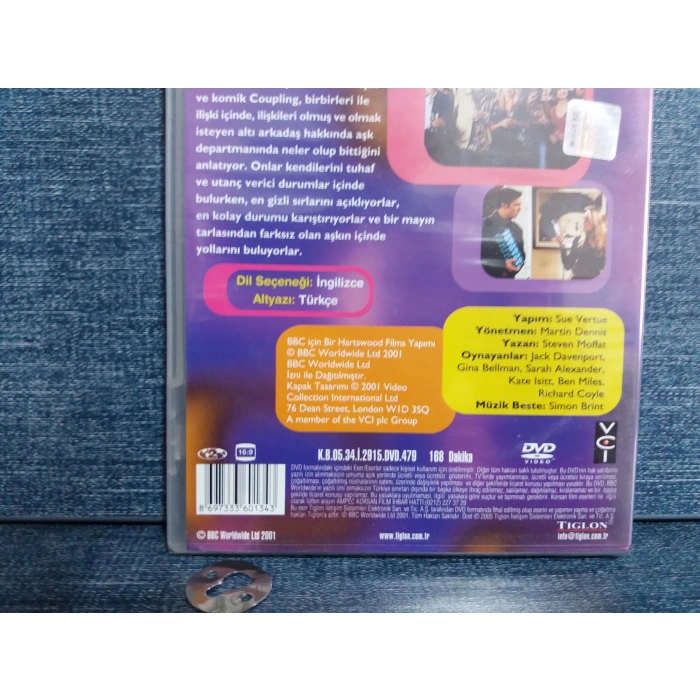 ve komik Coupling, birbirleri ile
ilişki içinde, ilişkileri olmuş ve olmak
isteyen altı arkadaş hakkında aşk
departmanında neler olup bittiğini
anlatıyor. Onlar kendilerini tuhaf
ve utanç verici durumlar içinde
bulurken, en gizli sırlarını açıklıyorlar,
en kolay durumu karıştırıyorlar ve bir mayın
tarlasından farksız olan aşkın içinde
yollarını buluyorlar.
Dil Seçeneği: İngilizce
Altyazı: Türkçe
BBC için Bir Hartswood Films Yapımı
© BBC Worldwide Ltd 2001
BBC Worldwide Ltd
İzni ile Dağıtılmıştır.
Kapak Tasarımı © 2001 Video
Collection International Ltd
76 Dean Street, London W1D 3SQ
A member of the VCI plc Group
Yapım: Sue Vertue
Yönetmen: Martin Dennis
Yazan: Steven Moffat
Oynayanlar: Jack Davenport,
Gina Bellman, Sarah Alexander,
Kate Isitt, Ben Miles,
Richard Coyle
Müzik Beste: Simon Brint
VCI
2
16:9
K.B.05.34.İ.2915.DVD.479 168 Dakika
DVD
VIDEO
8 697333 601343
© BBC Worldwide Ltd 2001
www.tiglon.com.tr
TIGLON
info@tiglon.com.tr